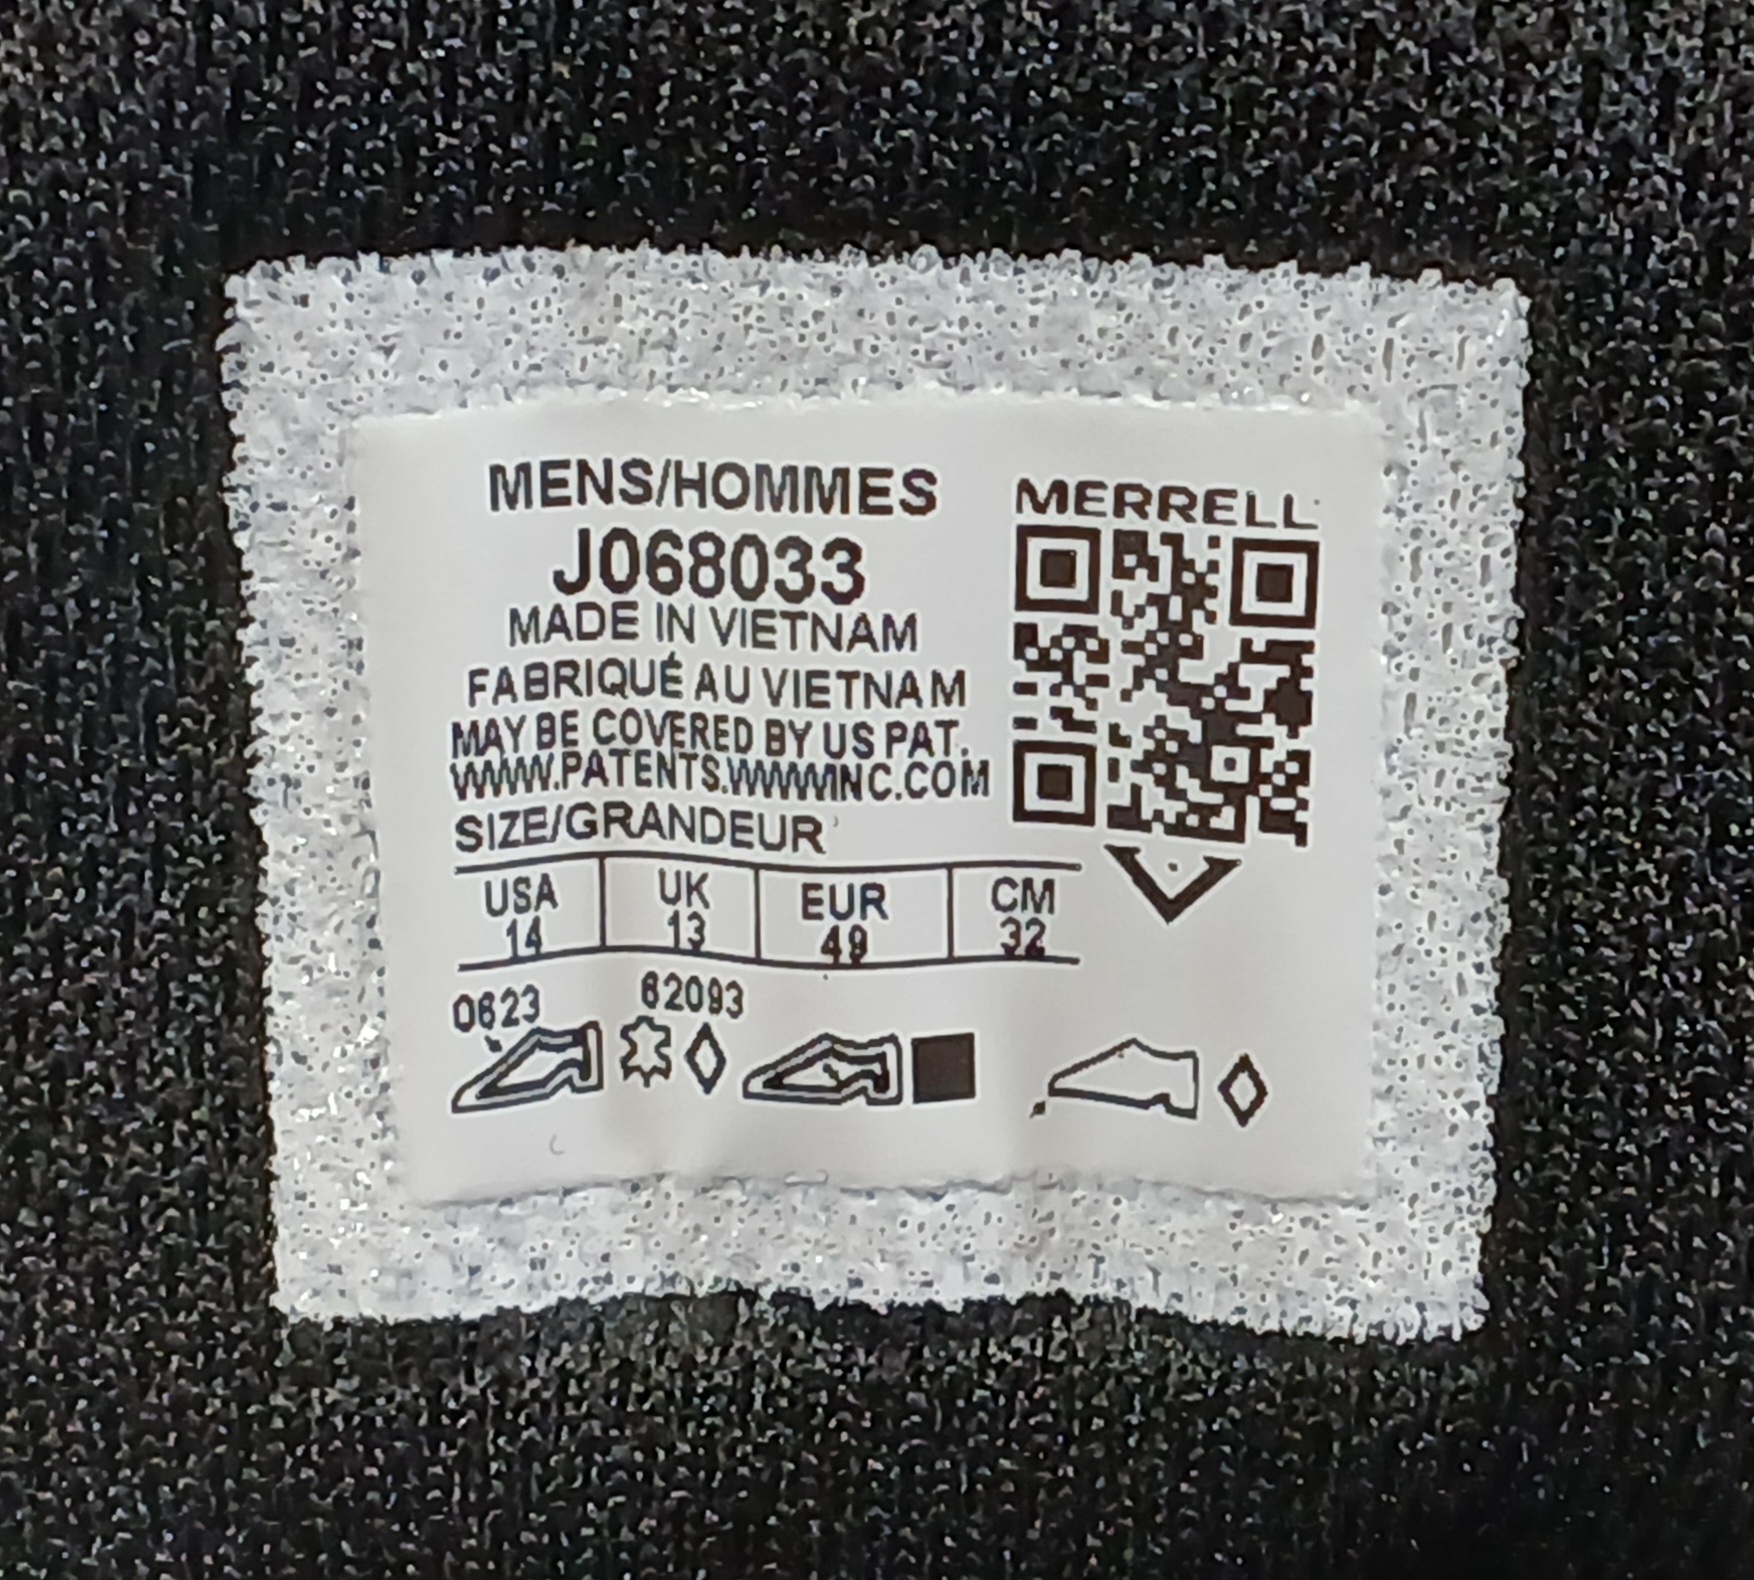 MENS/HOMMES
J068033
MADE IN VIETNAM
FABRIQUÉ AU VIETNAM
MAY BE COVERED BY US PAT.
WWW.PATENTS.WWWINC.COM
SIZE/GRANDEUR
USA UK EUR CM
14 13 49 32
0623 62093
MERRELL